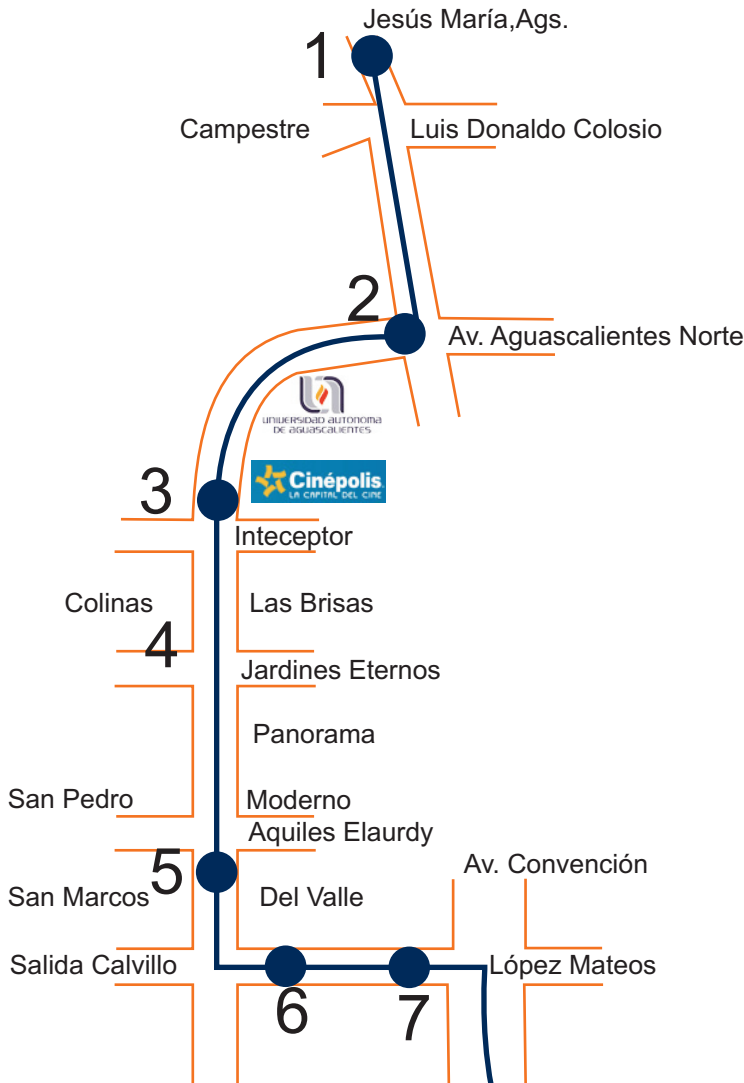 Jesús María,Ags.
1
Campestre
Luis Donaldo Colosio
2
Av. Aguascalientes Norte
UNIVERSIDAD AUTONOMA
DE AGUASCALIENTES
3
Cinépolis
LA CAPITAL DEL CINE
Inteceptor
Colinas
Las Brisas
4
Jardines Eternos
Panorama
San Pedro
Moderno
Aquiles Elaurdy
5
Av. Convención
San Marcos
Del Valle
Salida Calvillo
López Mateos
6
7